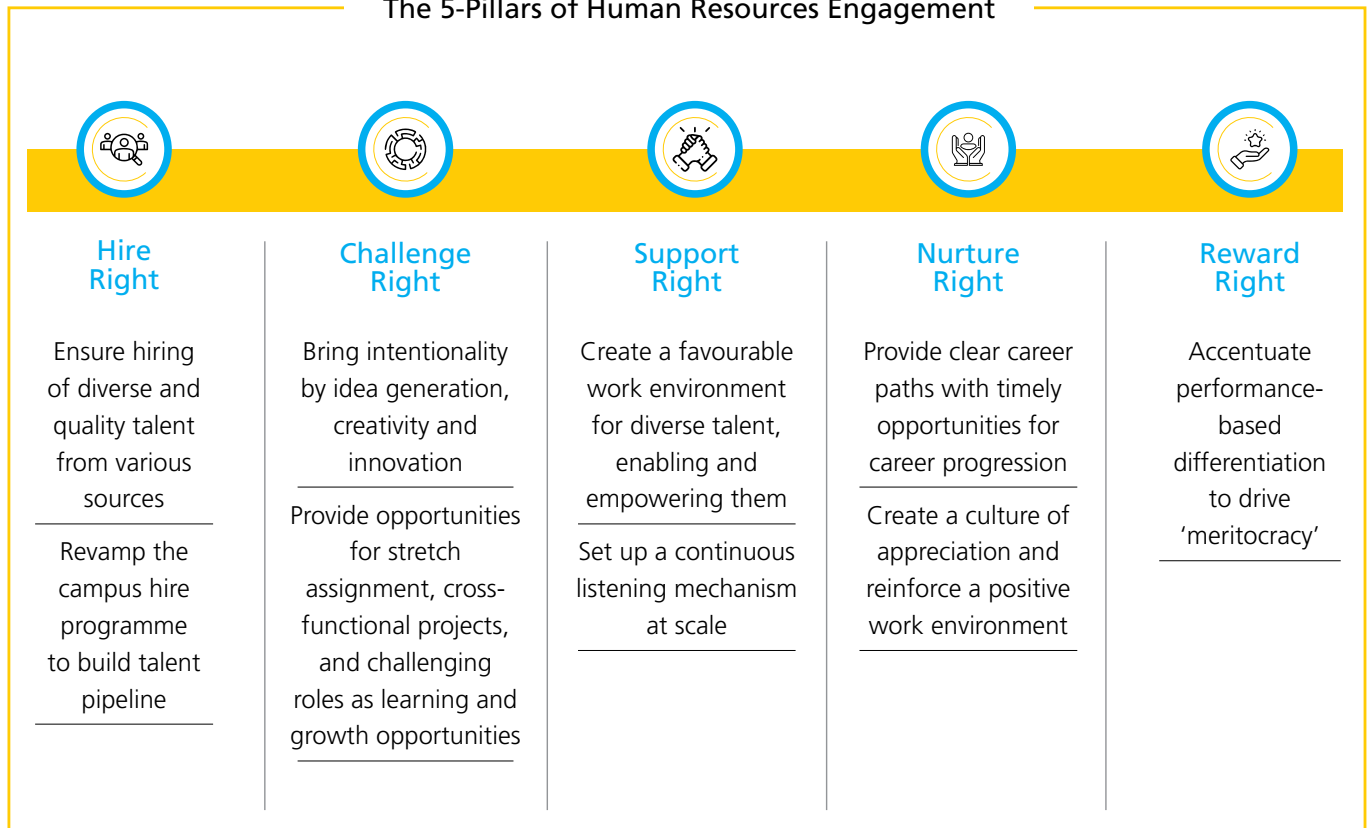 The 5-Pillars of Human Resources Engagement
Hire
Right
Ensure hiring
of diverse and
quality talent
from various
sources
Revamp the
campus hire
programme
to build talent
pipeline
Challenge
Right
Bring intentionality
by idea generation,
creativity and
innovation
Provide opportunities
for stretch
assignment, cross-
functional projects,
and challenging
roles as learning and
growth opportunities
Support
Right
Create a favourable
work environment
for diverse talent,
enabling and
empowering them
Set up a continuous
listening mechanism
at scale
Nurture
Right
Provide clear career
paths with timely
opportunities for
career progression
Create a culture of
appreciation and
reinforce a positive
work environment
Reward
Right
Accentuate
performance-
based
differentiation
to drive
‘meritocracy’